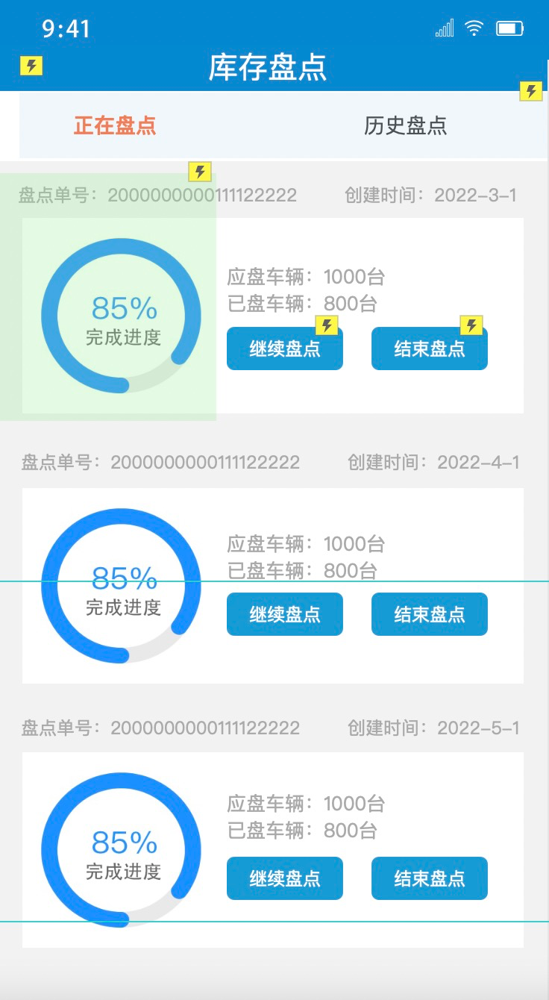 9:41
库存盘点
正在盘点 历史盘点
盘点单号：2000000000111122222 创建时间：2022-3-1
应盘车辆：1000台
已盘车辆：800台
85%
完成进度
继续盘点 结束盘点
盘点单号：2000000000111122222 创建时间：2022-4-1
应盘车辆：1000台
已盘车辆：800台
85%
完成进度
继续盘点 结束盘点
盘点单号：2000000000111122222 创建时间：2022-5-1
应盘车辆：1000台
已盘车辆：800台
85%
完成进度
继续盘点 结束盘点